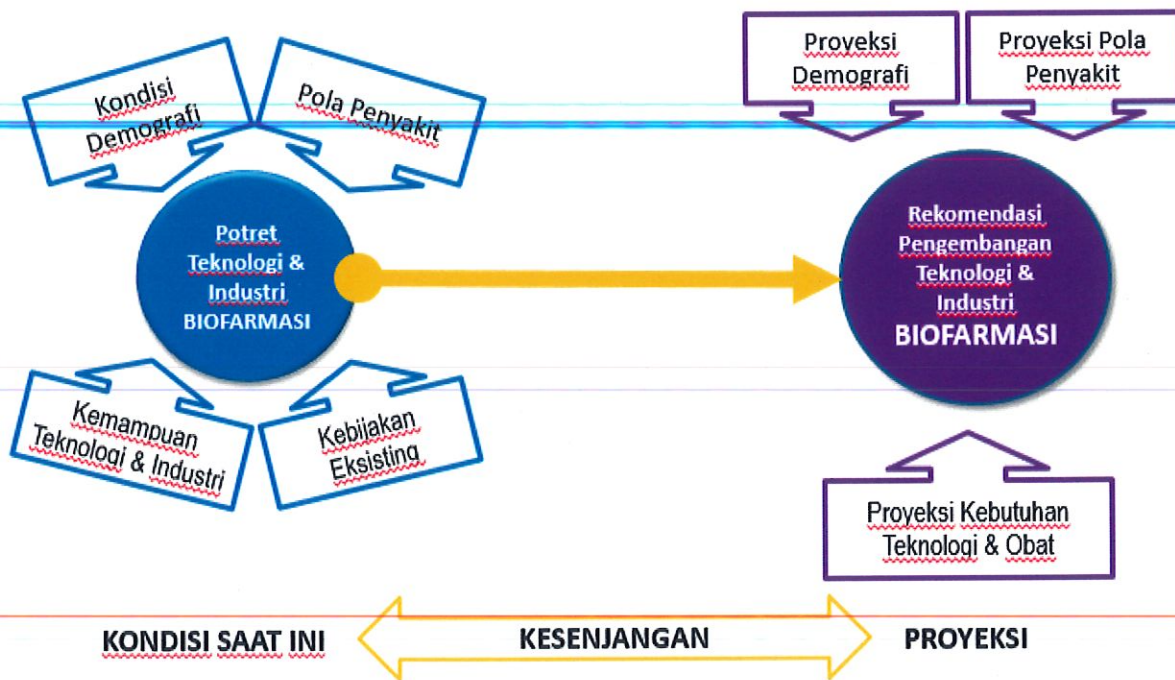 Kondisi
Demografi
Pola Penyakit
Proyeksi
Demografi
Proyeksi Pola
Penyakit
Potret
Teknologi &
Industri
BIOFARMASI
Rekomendasi
Pengembangan
Teknologi &
Industri
BIOFARMASI
Kemampuan
Teknologi & Industri
Kebijakan
Eksisting
Proyeksi Kebutuhan
Teknologi & Obat
KONDISI SAAT INI
KESENJANGAN
PROYEKSI